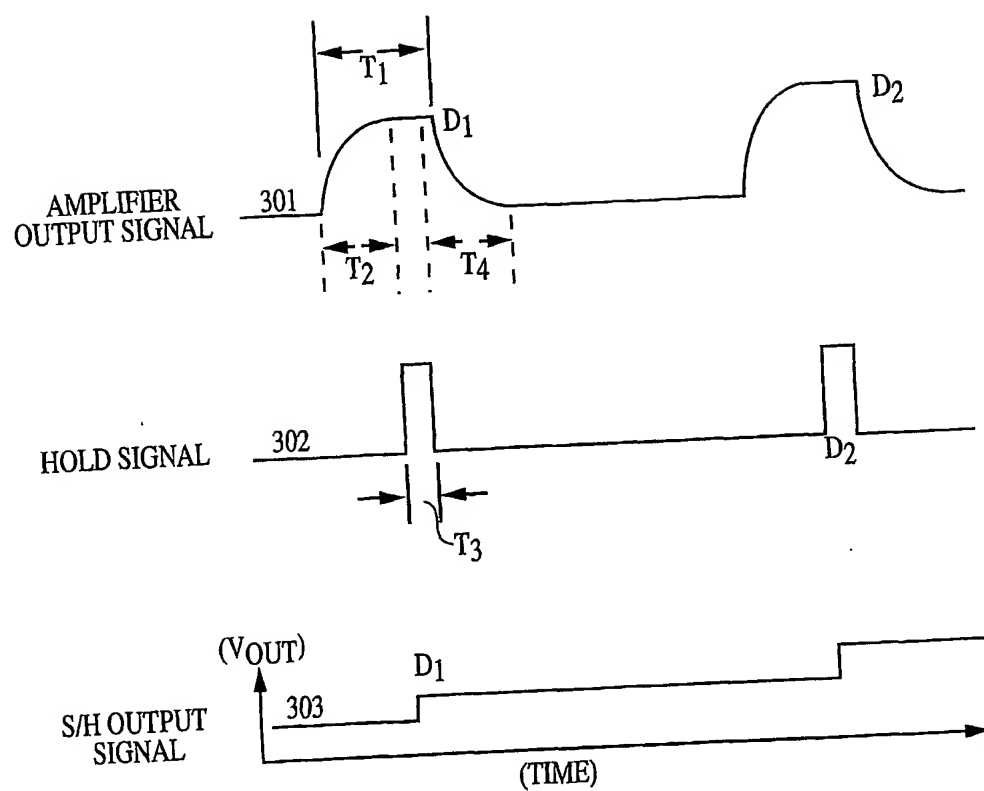 T1
D1
D2
301
AMPLIFIER
OUTPUT SIGNAL
T2
T4
302
HOLD SIGNAL
D2
T3
(VOUT)
D1
303
S/H OUTPUT
SIGNAL
(TIME)